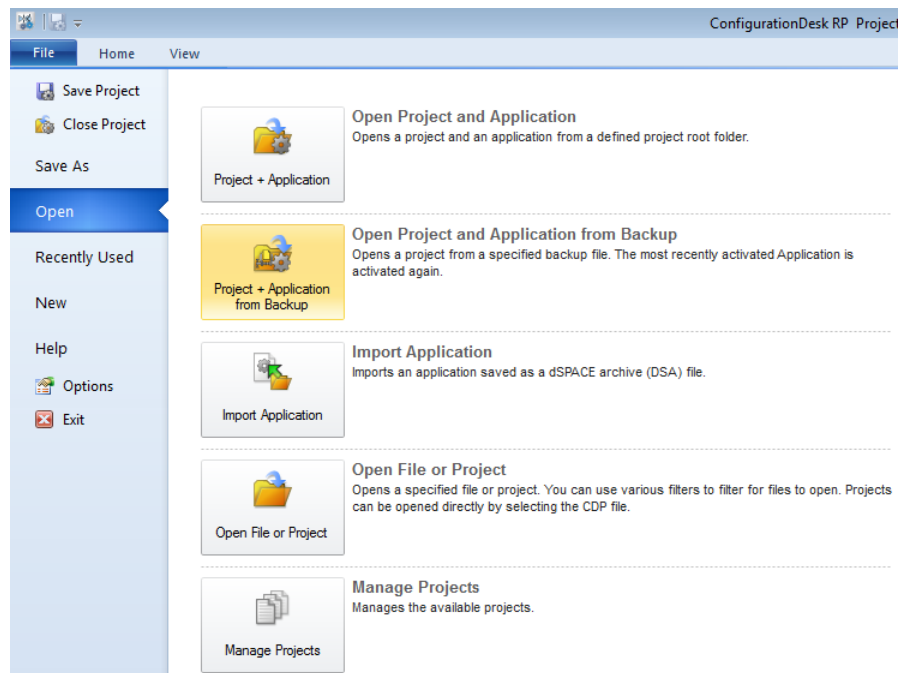 ConfigurationDesk RP Project
File Home View
Save Project
Close Project
Save As
Open
Recently Used
New
Help
Options
Exit
Project + Application
Open Project and Application
Opens a project and an application from a defined project root folder.
Project + Application
from Backup
Open Project and Application from Backup
Opens a project from a specified backup file. The most recently activated Application is
activated again.
Import Application
Import Application
Imports an application saved as a dSPACE archive (DSA) file.
Open File or Project
Open File or Project
Opens a specified file or project. You can use various filters to filter for files to open. Projects
can be opened directly by selecting the CDP file.
Manage Projects
Manage Projects
Manages the available projects.